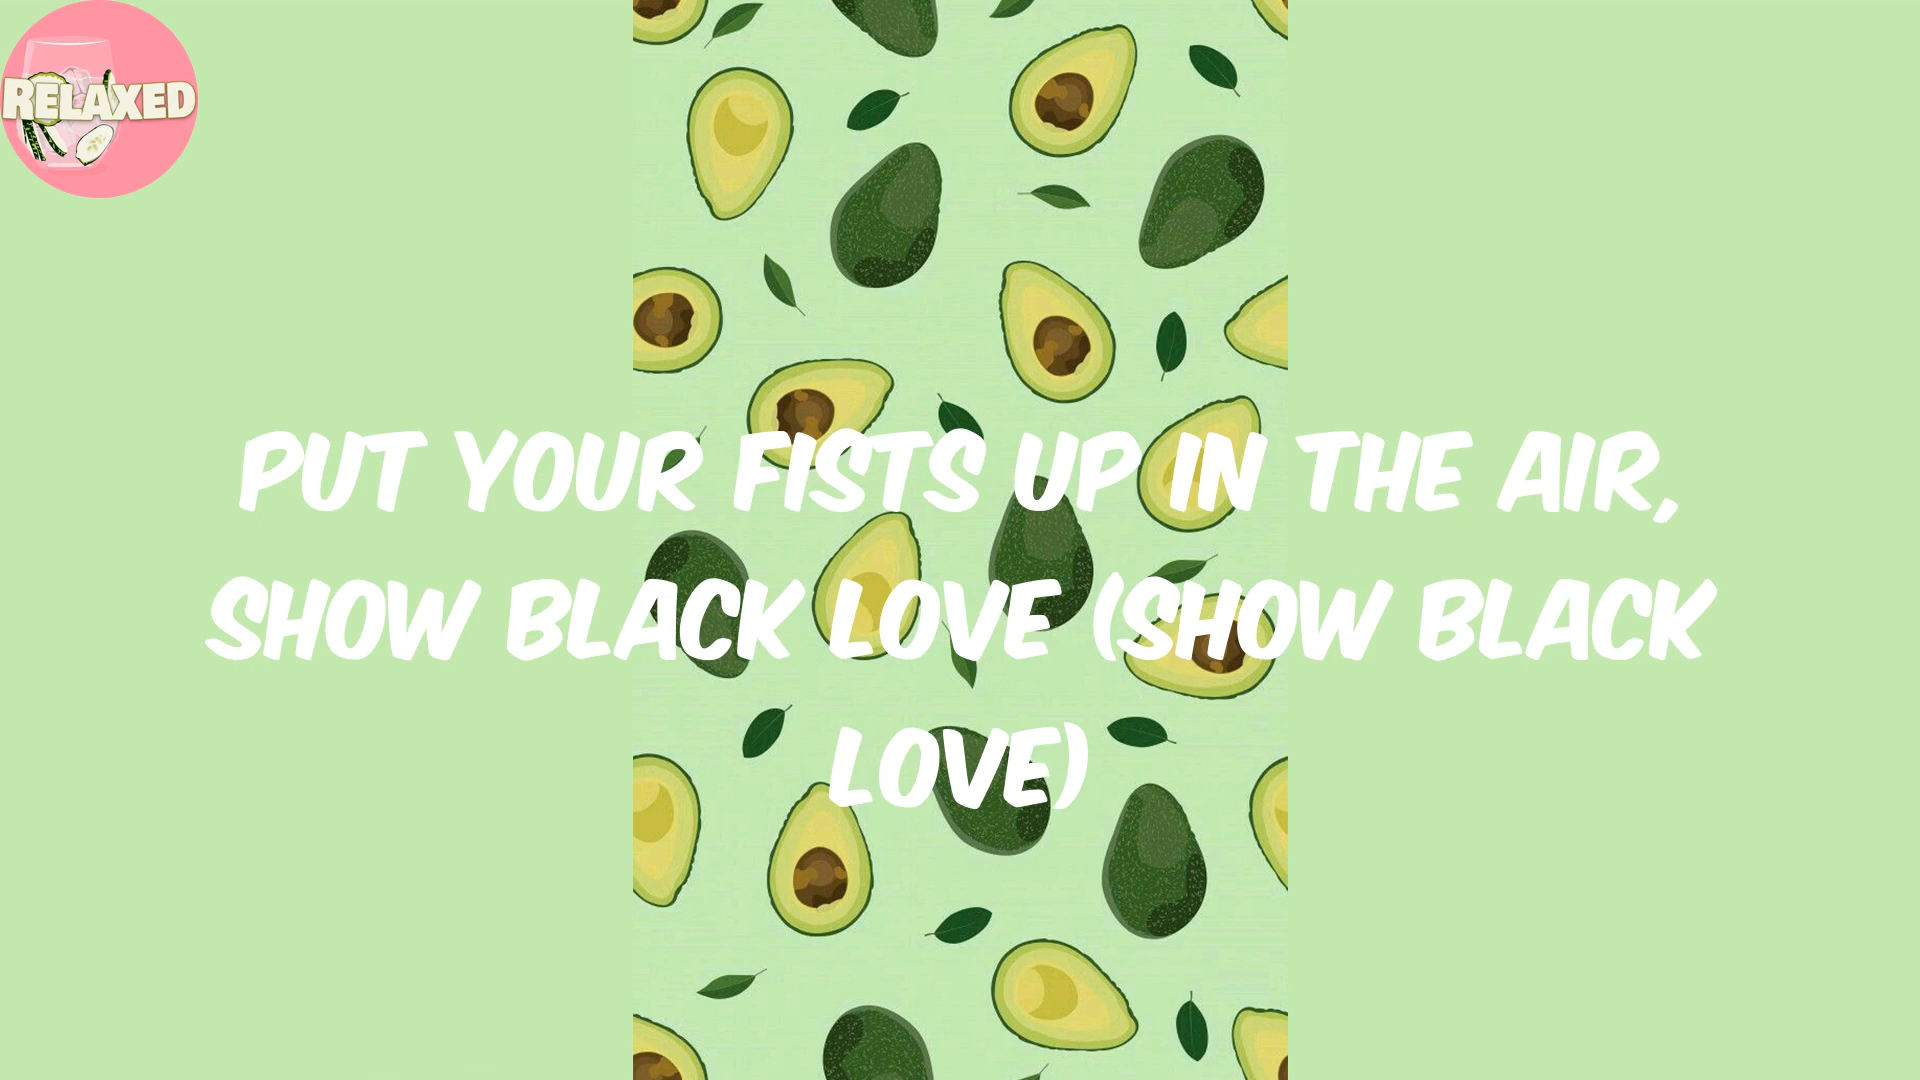 RELAXED
PUT YOUR FISTS UP IN THE AIR,
SHOW BLACK LOVE (SHOW BLACK
LOVE)